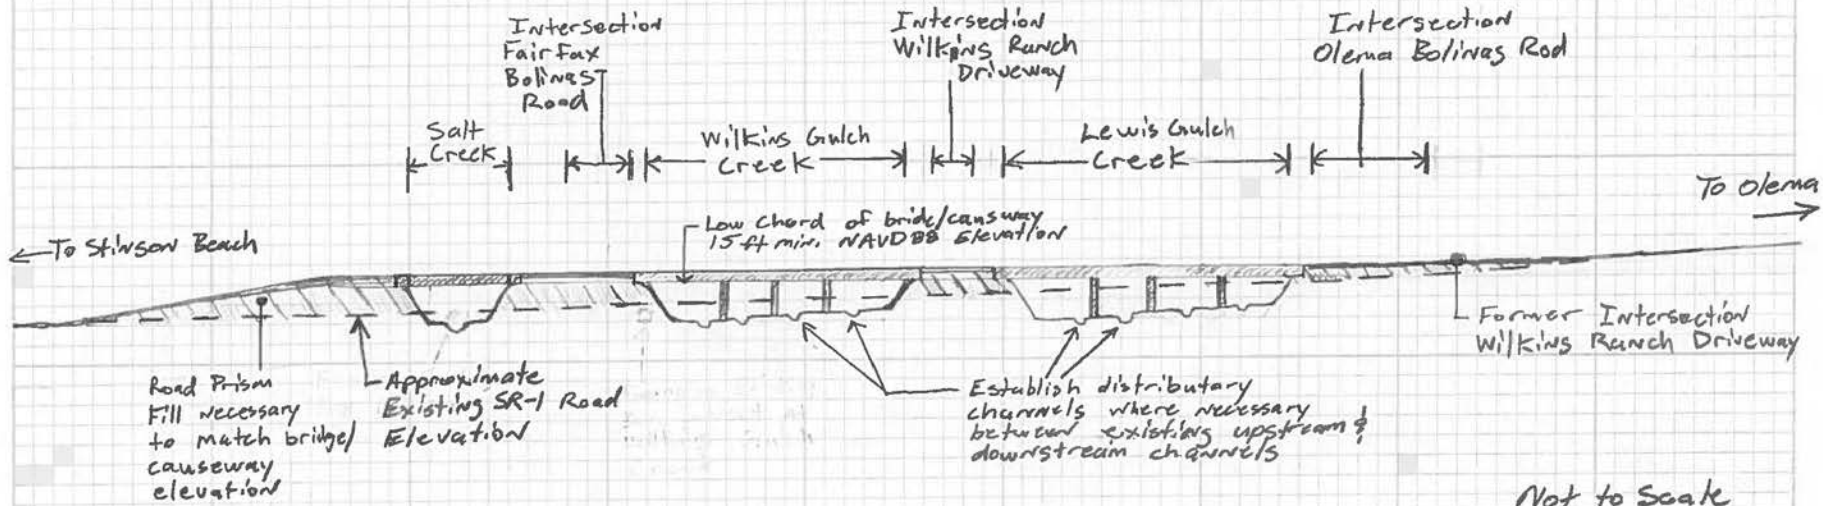 Intersection
Fairfax
Bolinas
Road
Intersection
Wilkins Ranch
Driveway
Intersection
Olema Bolinas Rod
Salt
Creek
Wilkins Gulch
Creek
Lewis Gulch
Creek
To Olema
To Stinson Beach
Low Chord of bride/causway
15 ft min. NAVD88 Elevation
Road Prism
Fill necessary
to match bridge/
causeway
elevation
Approximate
Existing SR-1 Road
Elevation
Establish distributary
channels where necessary
between existing upstream &
downstream channels
Former Intersection
Wilkins Ranch Driveway
Not to Scale